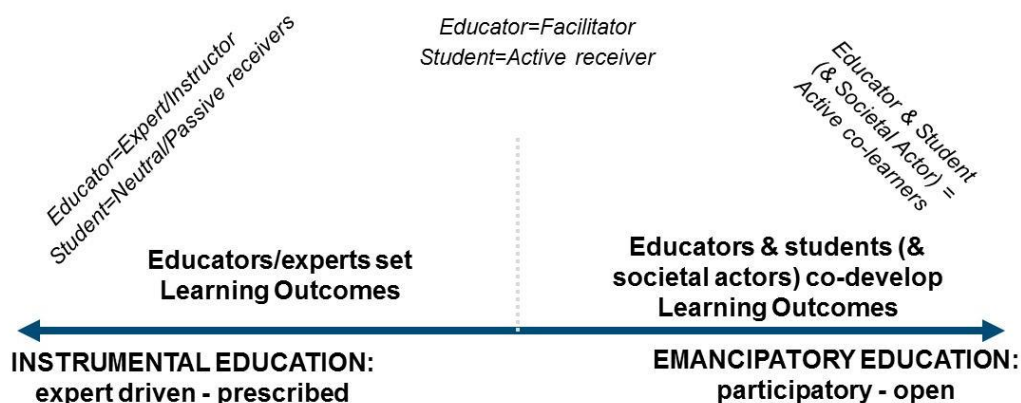 Educator=Expert/Instructor
Student=Neutral/Passive receivers
Educator=Facilitator
Student=Active receiver
Educator & Student
(& Societal Actor) =
Active co-learners
Educators/experts set
Learning Outcomes
Educators & students (&
societal actors) co-develop
Learning Outcomes
INSTRUMENTAL EDUCATION:
expert driven - prescribed
EMANCIPATORY EDUCATION:
participatory - open